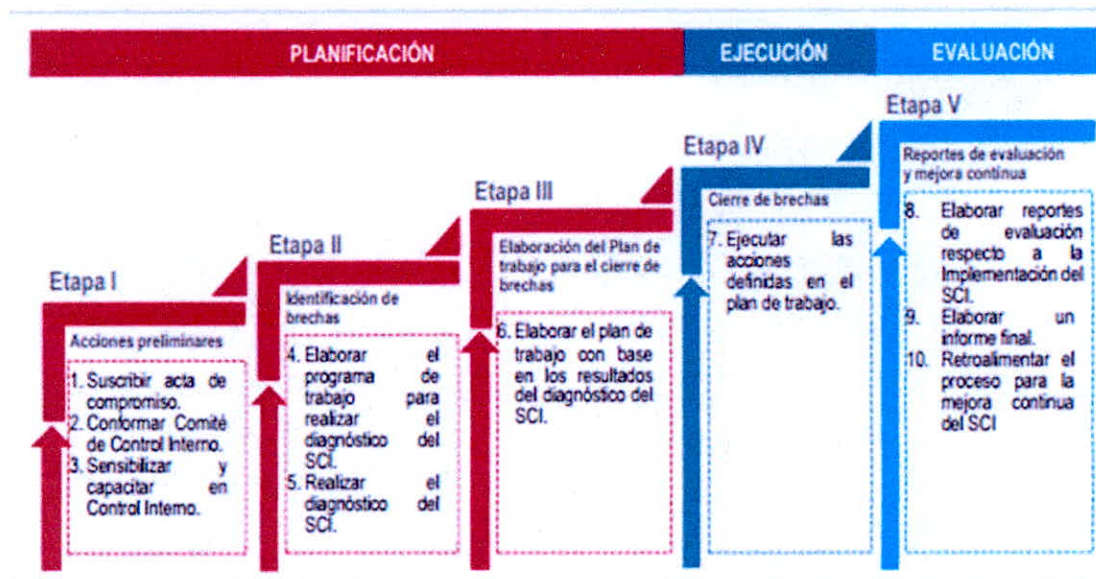 PLANIFICACIÓN
EJECUCIÓN
EVALUACIÓN
Etapa I
Acciones preliminares
1. Suscribir acta de
compromiso.
2. Conformar Comité
de Control Interno.
3. Sensibilizar y
capacitar en
Control Interno.
Etapa II
Identificación de
brechas
4. Elaborar el
programa de
trabajo para
realizar el
diagnóstico del
SCI.
5. Realizar el
diagnóstico del
SCI.
Etapa III
Elaboración del Plan de
trabajo para el cierre de
brechas
6. Elaborar el plan de
trabajo con base
en los resultados
del diagnóstico del
SCI.
Etapa IV
Cierre de brechas
7. Ejecutar las
acciones
definidas en el
plan de trabajo.
Etapa V
Reportes de evaluación
y mejora continua
8. Elaborar reportes
de evaluación
respecto a la
Implementación del
SCI.
9. Elaborar un
informe final.
10. Retroalimentar el
proceso para la
mejora continua
del SCI